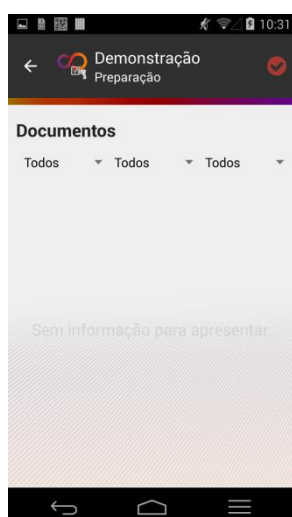 10:31
Demonstração
Preparação
Documentos
Todos Todos Todos
Sem informação para apresentar.